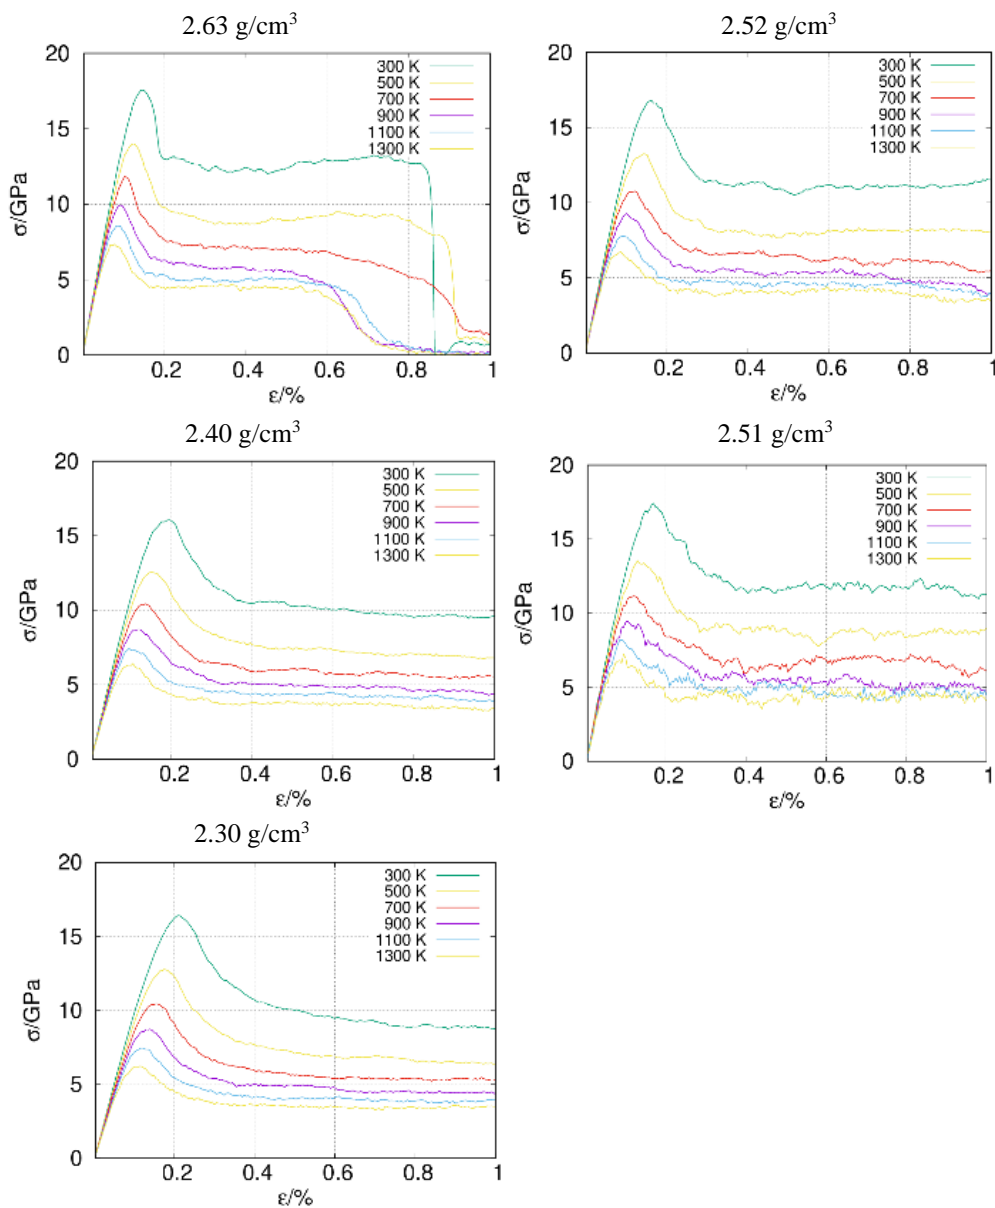 2.63 g/cm³
20
15
10
5
0
σ/GPa
300 K
500 K
700 K
900 K
1100 K
1300 K
0.2 0.4 0.6 0.8 1
ε/%
2.52 g/cm³
20
15
10
5
0
σ/GPa
300 K
500 K
700 K
900 K
1100 K
1300 K
0.2 0.4 0.6 0.8 1
ε/%
2.40 g/cm³
20
15
10
5
0
σ/GPa
300 K
500 K
700 K
900 K
1100 K
1300 K
0.2 0.4 0.6 0.8 1
ε/%
2.51 g/cm³
20
15
10
5
0
σ/GPa
300 K
500 K
700 K
900 K
1100 K
1300 K
0.2 0.4 0.6 0.8 1
ε/%
2.30 g/cm³
20
15
10
5
0
σ/GPa
300 K
500 K
700 K
900 K
1100 K
1300 K
0.2 0.4 0.6 0.8 1
ε/%